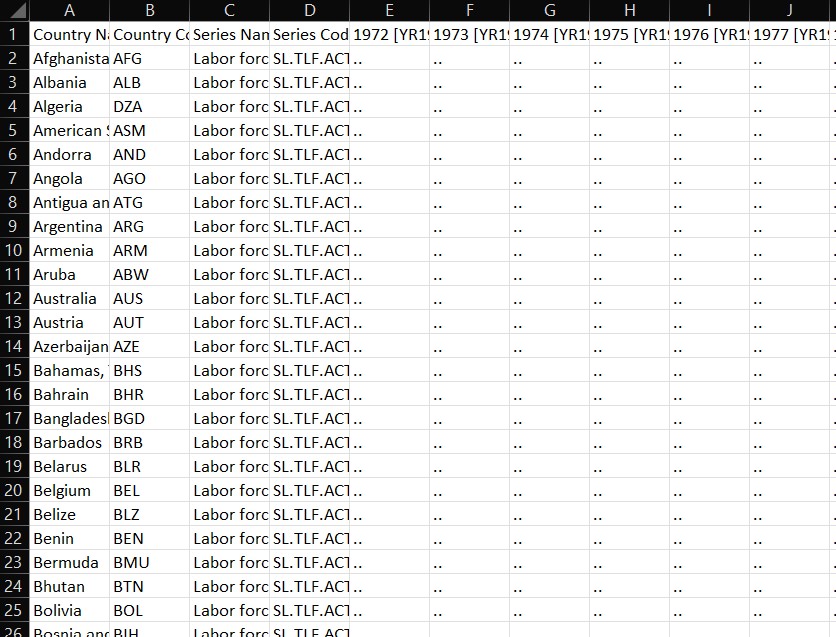 A B C D E F G H I J
1 Country Na Country Co Series Nam Series Cod 1972 [YR19 1973 [YR19 1974 [YR19 1975 [YR19 1976 [YR19 1977 [YR19
2 Afghanista AFG Labor forc SL.TLF.ACT .. .. .. .. .. ..
3 Albania ALB Labor forc SL.TLF.ACT .. .. .. .. .. ..
4 Algeria DZA Labor forc SL.TLF.ACT .. .. .. .. .. ..
5 American S ASM Labor forc SL.TLF.ACT .. .. .. .. .. ..
6 Andorra AND Labor forc SL.TLF.ACT .. .. .. .. .. ..
7 Angola AGO Labor forc SL.TLF.ACT .. .. .. .. .. ..
8 Antigua an ATG Labor forc SL.TLF.ACT .. .. .. .. .. ..
9 Argentina ARG Labor forc SL.TLF.ACT .. .. .. .. .. ..
10 Armenia ARM Labor forc SL.TLF.ACT .. .. .. .. .. ..
11 Aruba ABW Labor forc SL.TLF.ACT .. .. .. .. .. ..
12 Australia AUS Labor forc SL.TLF.ACT .. .. .. .. .. ..
13 Austria AUT Labor forc SL.TLF.ACT .. .. .. .. .. ..
14 Azerbaijan AZE Labor forc SL.TLF.ACT .. .. .. .. .. ..
15 Bahamas, BHS Labor forc SL.TLF.ACT .. .. .. .. .. ..
16 Bahrain BHR Labor forc SL.TLF.ACT .. .. .. .. .. ..
17 Bangladesh BGD Labor forc SL.TLF.ACT .. .. .. .. .. ..
18 Barbados BRB Labor forc SL.TLF.ACT .. .. .. .. .. ..
19 Belarus BLR Labor forc SL.TLF.ACT .. .. .. .. .. ..
20 Belgium BEL Labor forc SL.TLF.ACT .. .. .. .. .. ..
21 Belize BLZ Labor forc SL.TLF.ACT .. .. .. .. .. ..
22 Benin BEN Labor forc SL.TLF.ACT .. .. .. .. .. ..
23 Bermuda BMU Labor forc SL.TLF.ACT .. .. .. .. .. ..
24 Bhutan BTN Labor forc SL.TLF.ACT .. .. .. .. .. ..
25 Bolivia BOL Labor forc SL.TLF.ACT .. .. .. .. .. ..
26 Bosnia and BIH Labor forc SL.TLF.ACT